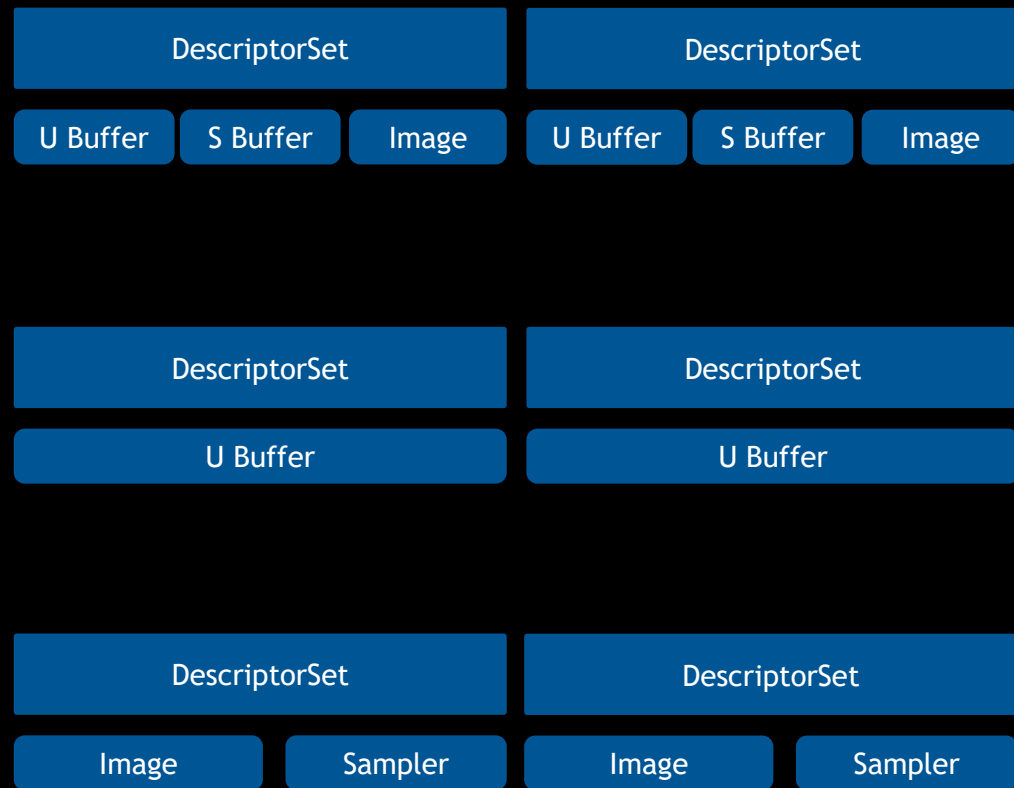 DescriptorSet DescriptorSet
U Buffer S Buffer Image U Buffer S Buffer Image
DescriptorSet DescriptorSet
U Buffer U Buffer
DescriptorSet DescriptorSet
Image Sampler Image Sampler